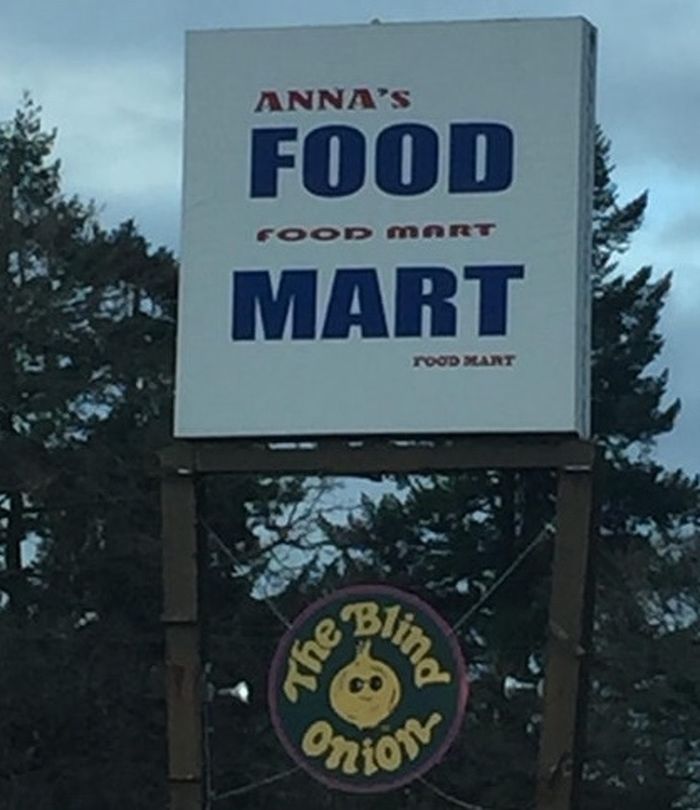 ANNA'S
FOOD
FOOD MART
MART
FOOD MART
The Blind
Onion